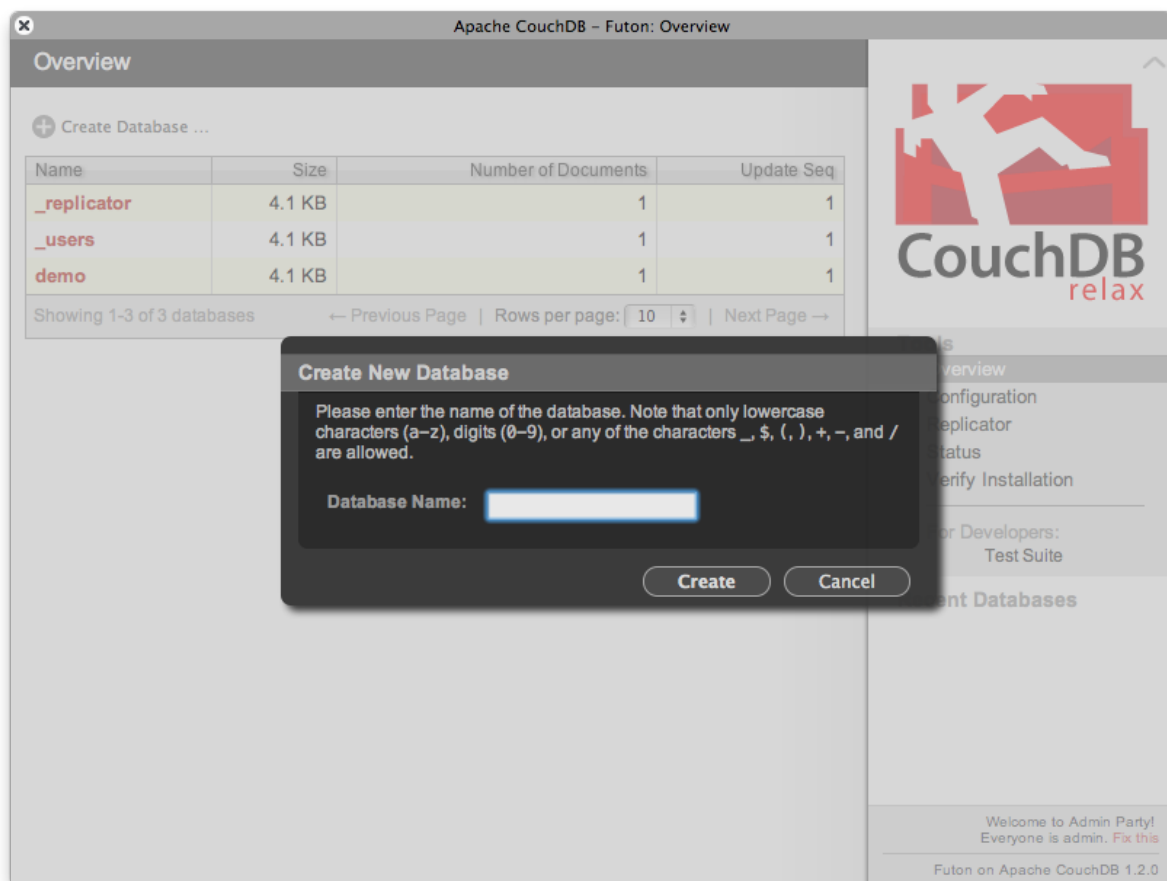 Apache CouchDB – Futon: Overview
Overview
Create Database ...
Name Size Number of Documents Update Seq
_replicator 4.1 KB 1 1
_users 4.1 KB 1 1
demo 4.1 KB 1 1
Showing 1-3 of 3 databases ← Previous Page | Rows per page: 10 | Next Page →
Create New Database
Please enter the name of the database. Note that only lowercase
characters (a–z), digits (0–9), or any of the characters _, $, (, ), +, –, and /
are allowed.
Database Name:
Create Cancel
CouchDB
relax
verview
onfiguration
eplicator
tatus
erify Installation
or Developers:
Test Suite
ent Databases
Welcome to Admin Party!
Everyone is admin. Fix this
Futon on Apache CouchDB 1.2.0